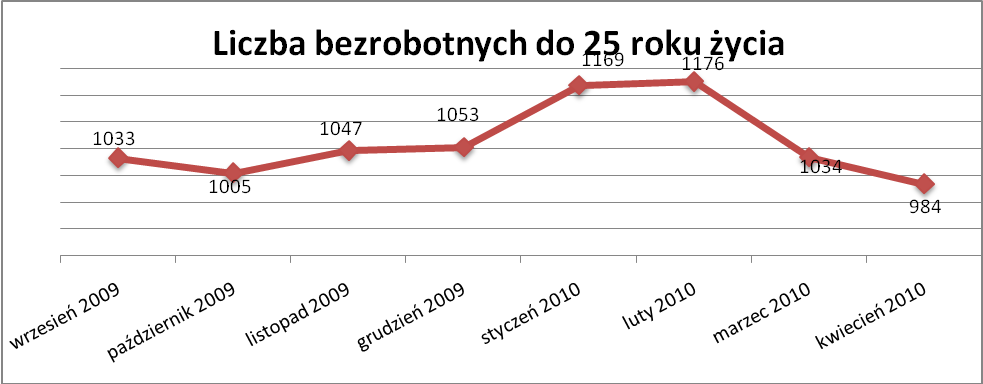 Liczba bezrobotnych do 25 roku życia
1033
1005
1047
1053
1169
1176
1034
984
wrzesień 2009
październik 2009
listopad 2009
grudzień 2009
styczeń 2010
luty 2010
marzec 2010
kwiecień 2010